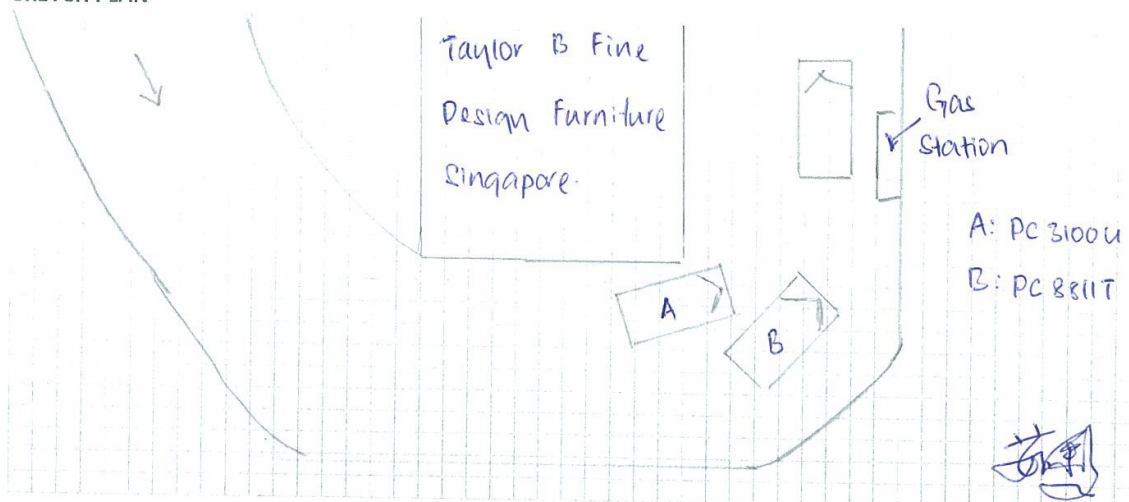 Taylor B Fine
Design Furniture
Singapore.
Gas
Station
A: PC 3100U
B: PC 8811T
A
B